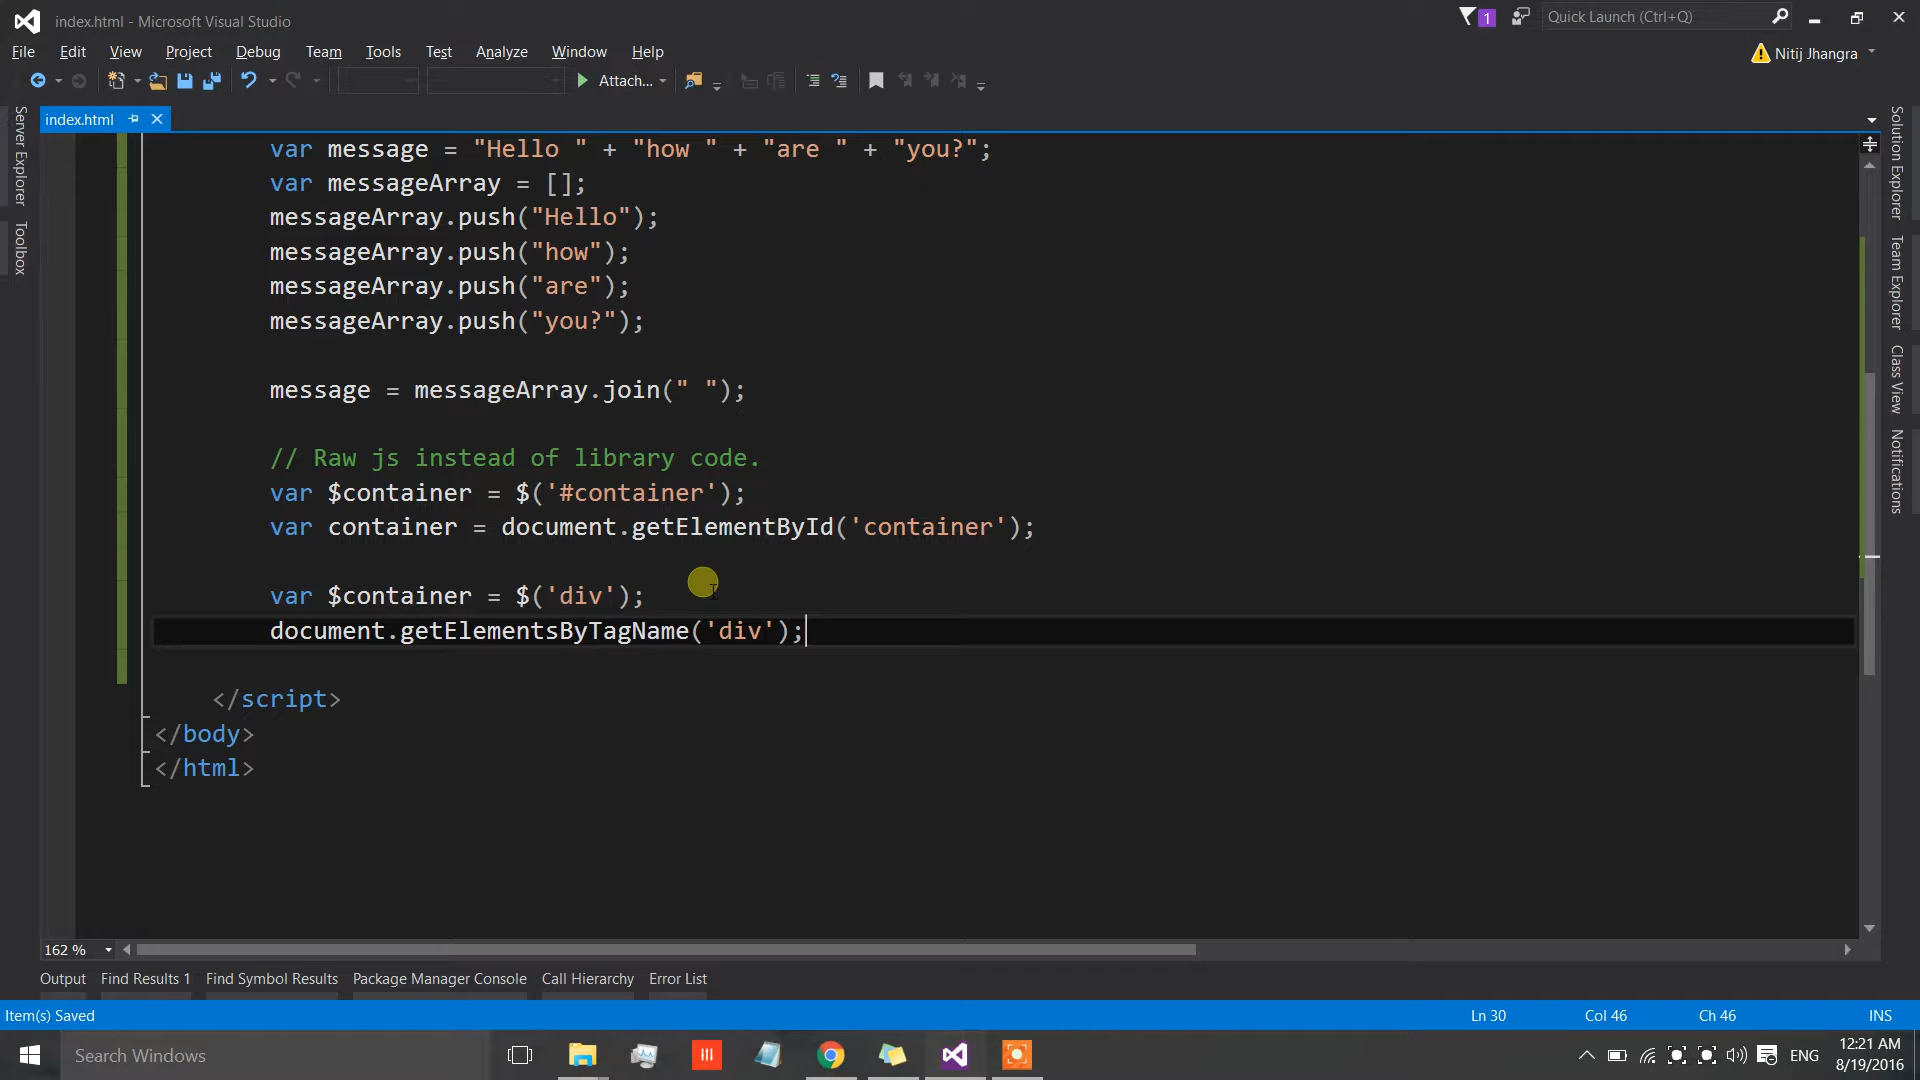 index.html - Microsoft Visual Studio
1
Quick Launch (Ctrl+Q)
File Edit View Project Debug Team Tools Test Analyze Window Help
Nitij Jhangra
Attach...
Server Explorer
Toolbox
index.html
var message = "Hello " + "how " + "are " + "you?";
var messageArray = [];
messageArray.push("Hello");
messageArray.push("how");
messageArray.push("are");
messageArray.push("you?");
message = messageArray.join(" ");
// Raw js instead of library code.
var $container = $('#container');
var container = document.getElementById('container');
var $container = $('div');
document.getElementsByTagName('div');
</script>
</body>
</html>
Solution Explorer
Team Explorer
Class View
Notifications
162 %
Output Find Results 1 Find Symbol Results Package Manager Console Call Hierarchy Error List
Item(s) Saved
Ln 30 Col 46 Ch 46 INS
Search Windows
ENG
12:21 AM
8/19/2016